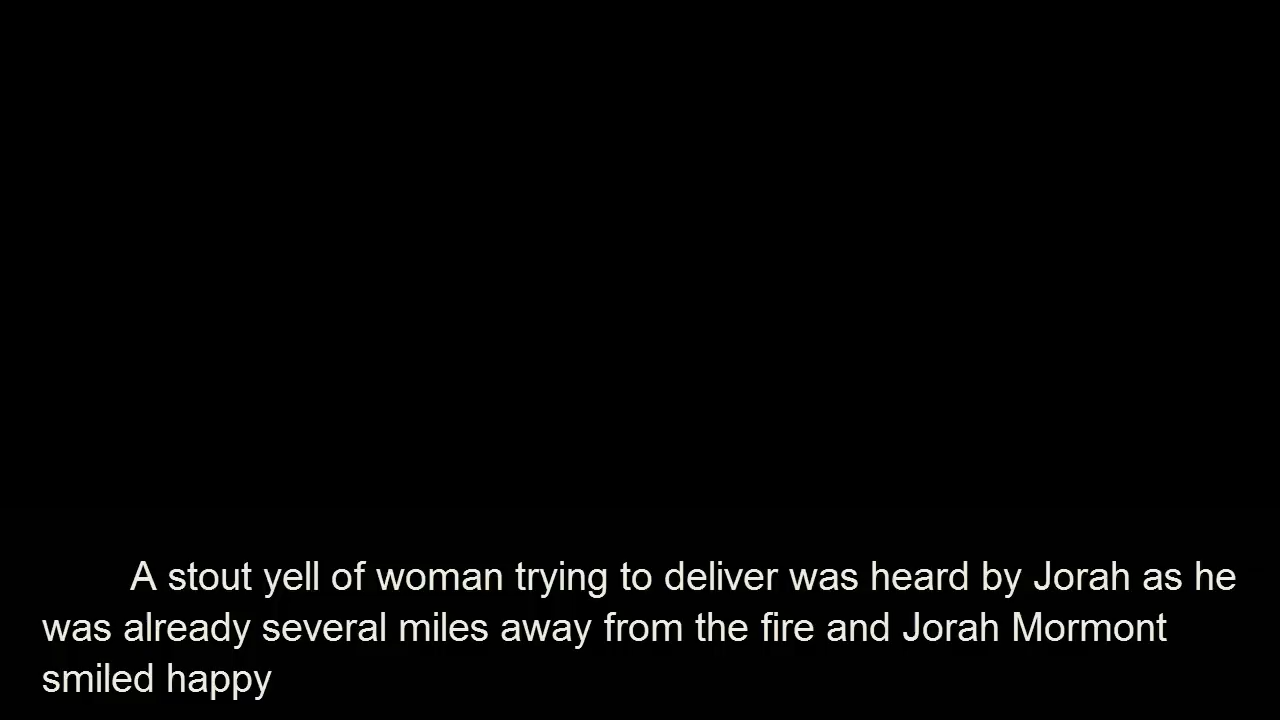 A stout yell of woman trying to deliver was heard by Jorah as he
was already several miles away from the fire and Jorah Mormont
smiled happy